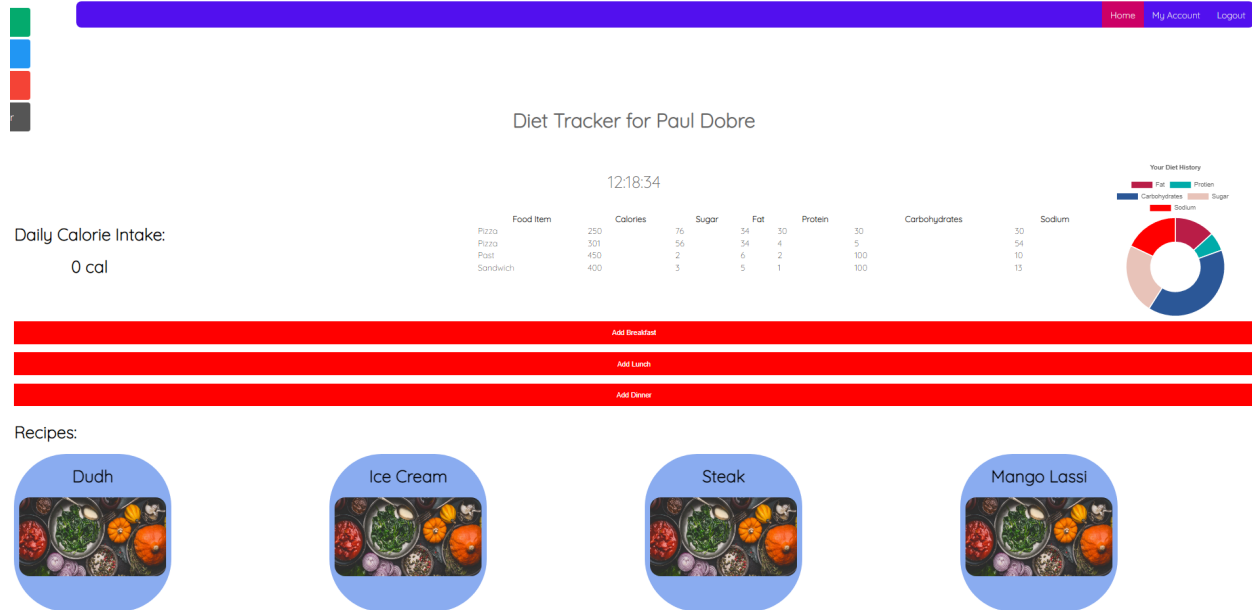 Home My Account Logout
r
Diet Tracker for Paul Dobre
12:18:34
Your Diet History
Fat Protien
Carbohydrates Sugar
Sodium
Daily Calorie Intake:
0 cal
Food Item Calories Sugar Fat Protein Carbohydrates Sodium
Pizza 250 76 34 30 30 30
Pizza 301 56 34 4 5 54
Past 450 2 6 2 100 10
Sandwich 400 3 5 1 100 13
Add Breakfast
Add Lunch
Add Dinner
Recipes:
Dudh Ice Cream Steak Mango Lassi